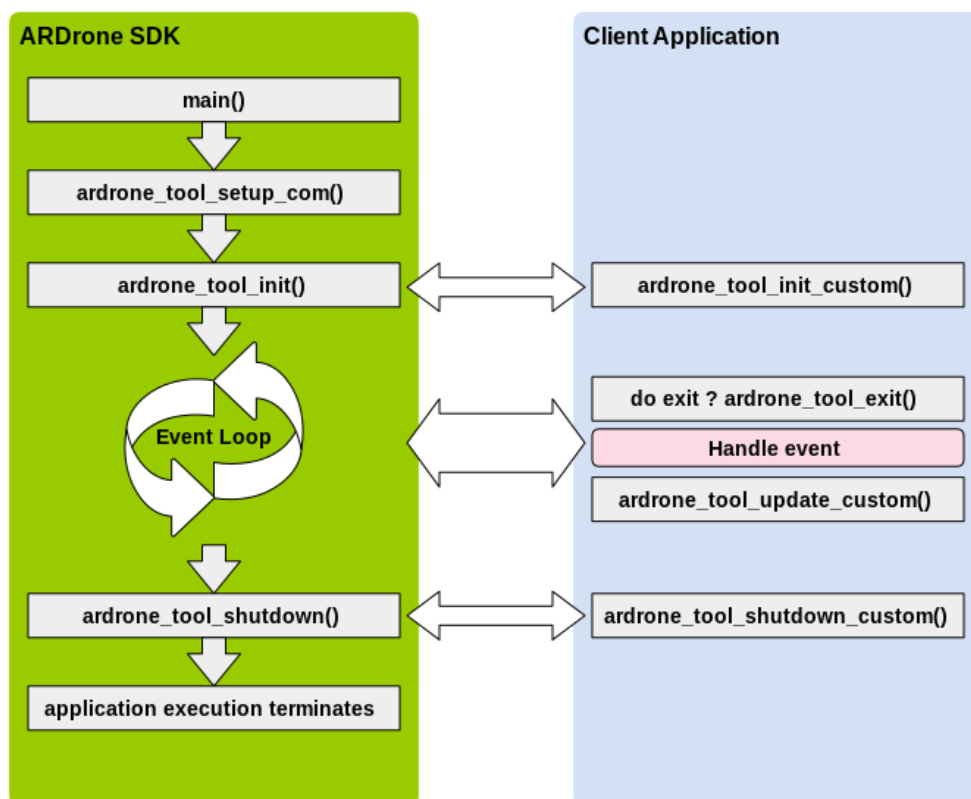 ARDrone SDK
main()
ardrone_tool_setup_com()
ardrone_tool_init()
Event Loop
ardrone_tool_shutdown()
application execution terminates
Client Application
ardrone_tool_init_custom()
do exit ? ardrone_tool_exit()
Handle event
ardrone_tool_update_custom()
ardrone_tool_shutdown_custom()